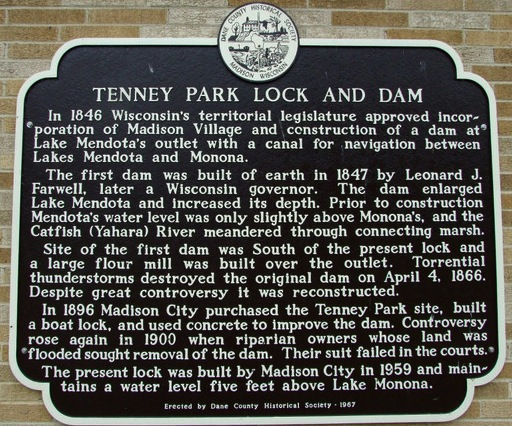 DANE COUNTY HISTORICAL SOCIETY
MADISON WISCONSIN
TENNEY PARK LOCK AND DAM
In 1846 Wisconsin's territorial legislature approved incor-
poration of Madison Village and construction of a dam at
Lake Mendota's outlet with a canal for navigation between
Lakes Mendota and Monona.
The first dam was built of earth in 1847 by Leonard J.
Farwell, later a Wisconsin governor. The dam enlarged
Lake Mendota and increased its depth. Prior to construction
Mendota's water level was only slightly above Monona's, and the
Catfish (Yahara) River meandered through connecting marsh.
Site of the first dam was South of the present lock and
a large flour mill was built over the outlet. Torrential
thunderstorms destroyed the original dam on April 4, 1866.
Despite great controversy it was reconstructed.
In 1896 Madison City purchased the Tenney Park site, built
a boat lock, and used concrete to improve the dam. Controversy
rose again in 1900 when riparian owners whose land was
flooded sought removal of the dam. Their suit failed in the courts.
The present lock was built by Madison City in 1959 and main-
tains a water level five feet above Lake Monona.
Erected by Dane County Historical Society - 1967